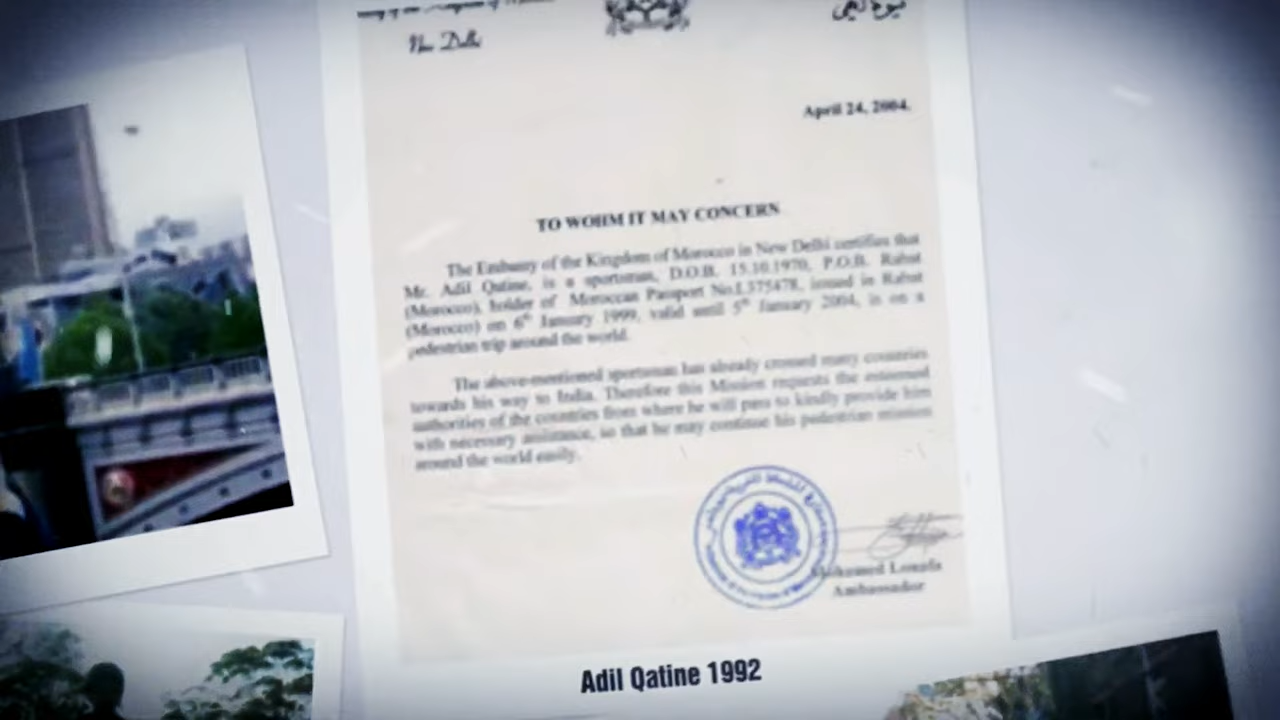 New Delhi
April 24, 2004.
TO WOHM IT MAY CONCERN
The Embassy of the Kingdom of Morocco in New Delhi certifies that
Mr. Adil Qatine, is a sportsman, D.O.B. 15.10.1970, P.O.B. Rabat
(Morocco), holder of Moroccan Passport No.L375478, issued in Rabat
(Morocco) on 6th January 1999, valid until 5th January 2004, is on a
pedestrian trip around the world.
The above-mentioned sportsman has already crossed many countries
towards his way to India. Therefore this Mission requests the esteemed
authorities of the countries from where he will pass to kindly provide him
with necessary assistance, so that he may continue his pedestrian mission
around the world easily.
Mohamed Louafa
Ambassador
Adil Qatine 1992